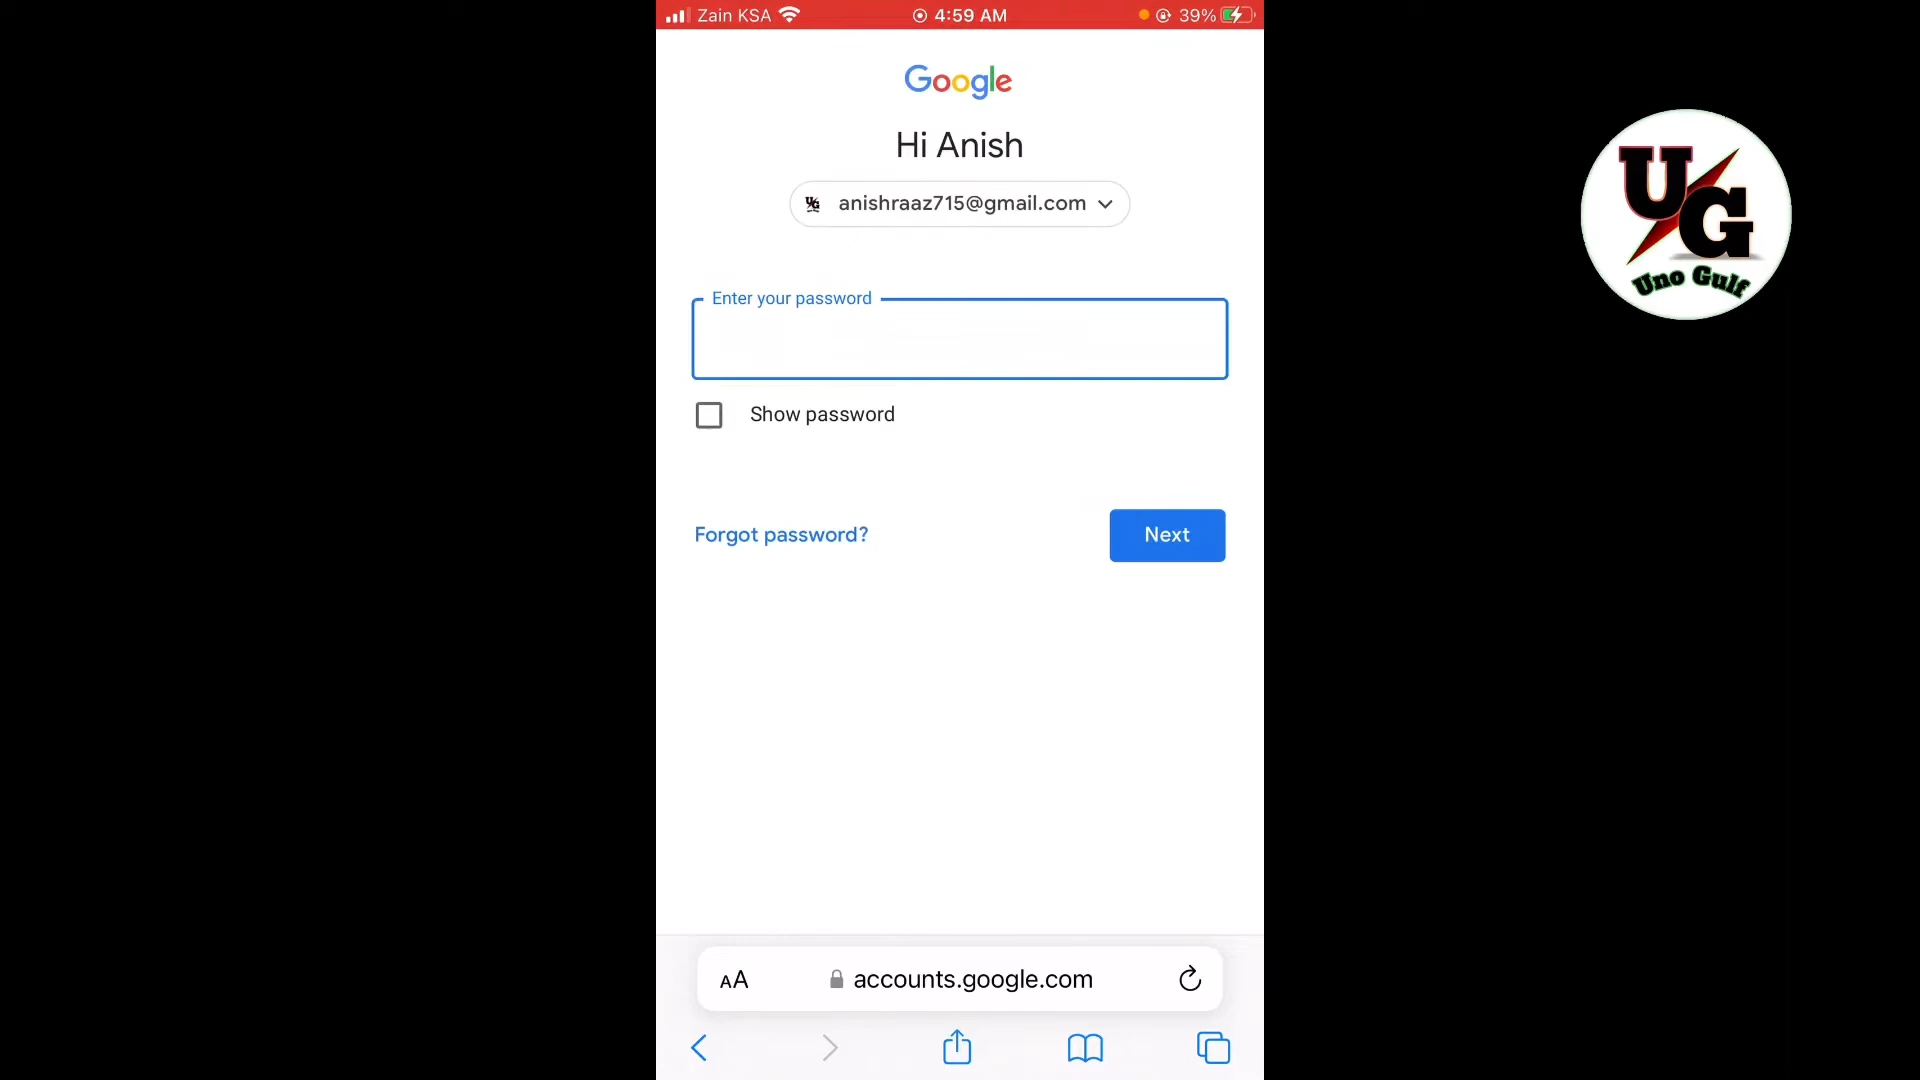 Zain KSA 4:59 AM 39%
Google
Hi Anish
UG anishraaz715@gmail.com
Enter your password
Show password
Forgot password? Next
AA accounts.google.com
UG
Uno Gulf